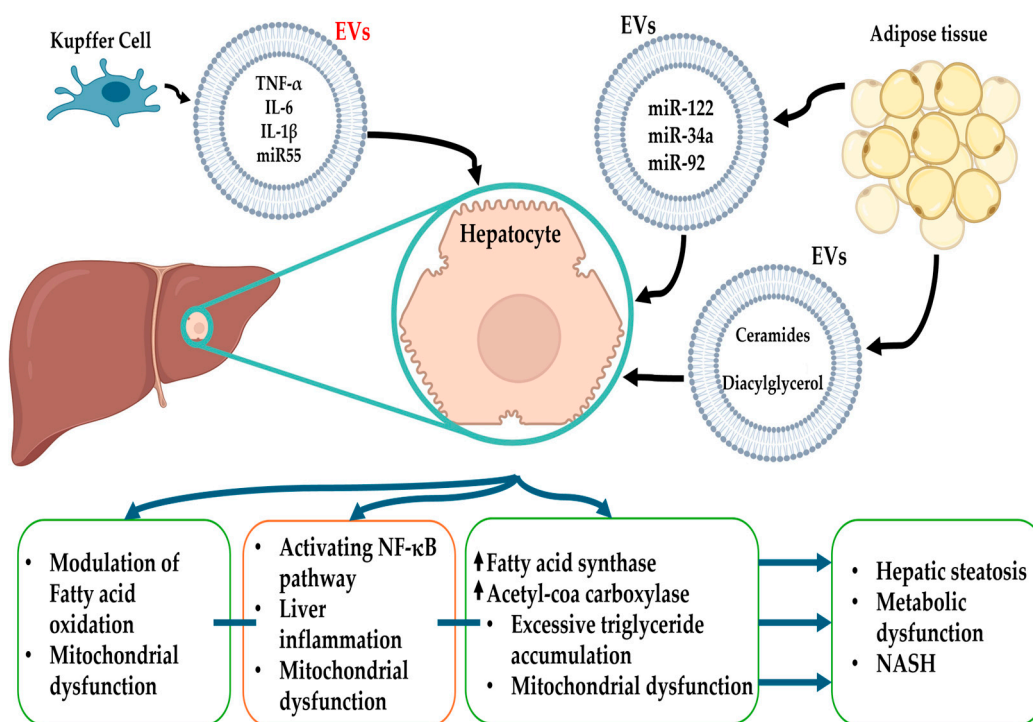 Kupffer Cell
EVs
TNF-α
IL-6
IL-1β
miR55
EVs
miR-122
miR-34a
miR-92
Adipose tissue
Hepatocyte
EVs
Ceramides
Diacylglycerol
• Modulation of
Fatty acid
oxidation
• Mitochondrial
dysfunction
• Activating NF-κB
pathway
• Liver
inflammation
• Mitochondrial
dysfunction
Fatty acid synthase
Acetyl-coa carboxylase
• Excessive triglyceride
accumulation
• Mitochondrial dysfunction
• Hepatic steatosis
• Metabolic
dysfunction
• NASH